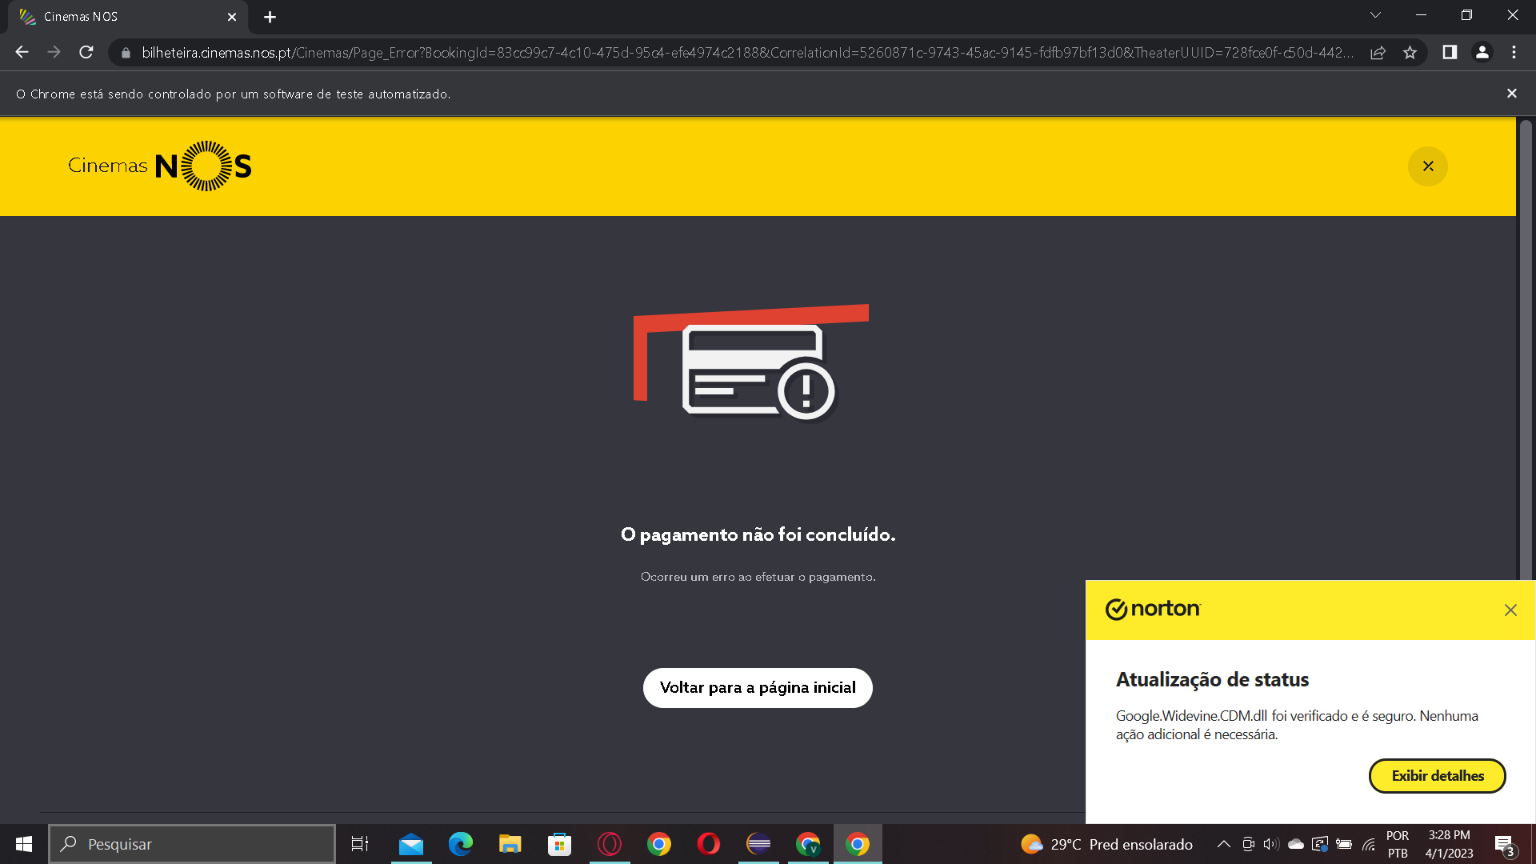 Cinemas NOS
bilheteira.cinemas.nos.pt/Cinemas/Page_Error?BookingId=83cc99c7-4c10-475d-95c4-efe4974c2188&CorrelationId=5260871c-9743-45ac-9145-fdfb97bf13d0&TheaterUUID=728fce0f-c50d-442...
O Chrome está sendo controlado por um software de teste automatizado.
Cinemas NOS
O pagamento não foi concluído.
Ocorreu um erro ao efetuar o pagamento.
Voltar para a página inicial
norton
Atualização de status
Google.Widevine.CDM.dll foi verificado e é seguro. Nenhuma
ação adicional é necessária.
Exibir detalhes
Pesquisar
29°C Pred ensolarado
POR
PTB
3:28 PM
4/1/2023
3